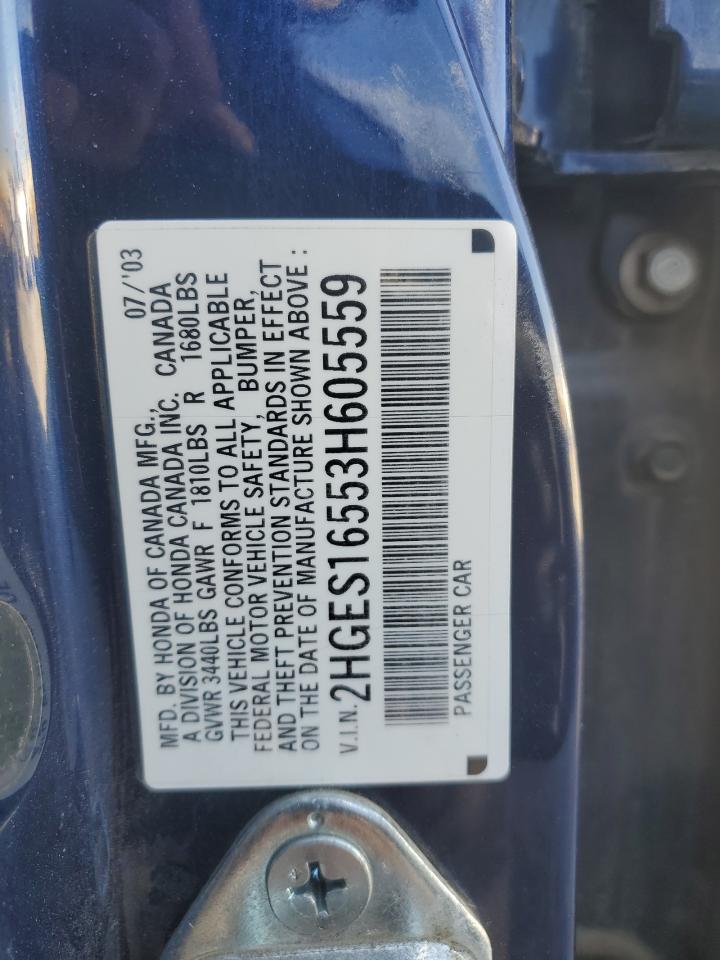 MFD. BY HONDA OF CANADA MFG., 07/'03
A DIVISION OF HONDA CANADA INC. CANADA
GVWR 3440LBS GAWR F 1810LBS R 1680LBS
THIS VEHICLE CONFORMS TO ALL APPLICABLE
FEDERAL MOTOR VEHICLE SAFETY, BUMPER,
AND THEFT PREVENTION STANDARDS IN EFFECT
ON THE DATE OF MANUFACTURE SHOWN ABOVE :
V.I.N. 2HGES16553H605559
PASSENGER CAR